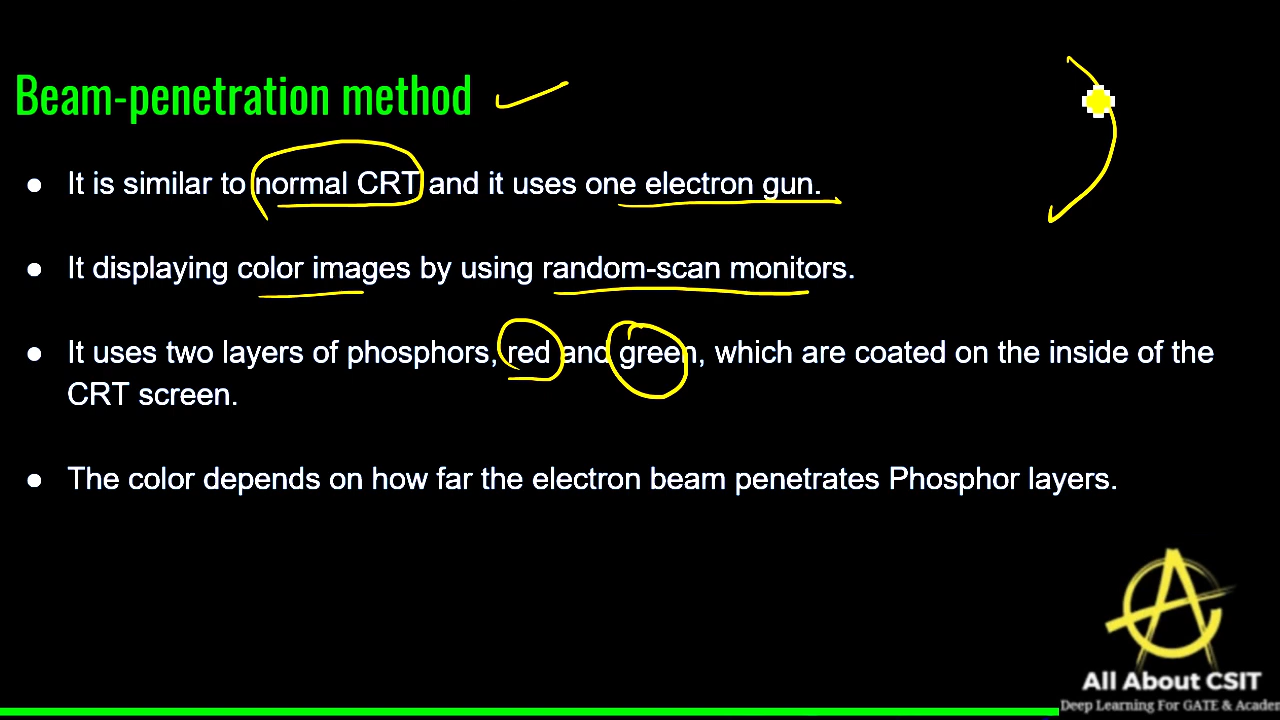 Beam-penetration method
● It is similar to normal CRT and it uses one electron gun.
● It displaying color images by using random-scan monitors.
● It uses two layers of phosphors, red and green, which are coated on the inside of the
CRT screen.
● The color depends on how far the electron beam penetrates Phosphor layers.
All About CSIT
Deep Learning For GATE & Acade